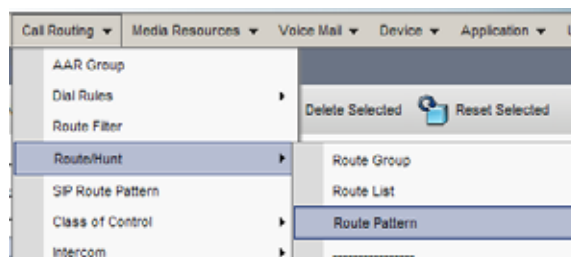 Call Routing Media Resources Voice Mail Device Application
AAR Group
Dial Rules
Delete Selected Reset Selected
Route Filter
Route/Hunt
Route Group
SIP Route Pattern
Route List
Class of Control
Route Pattern
Intercom
----------------